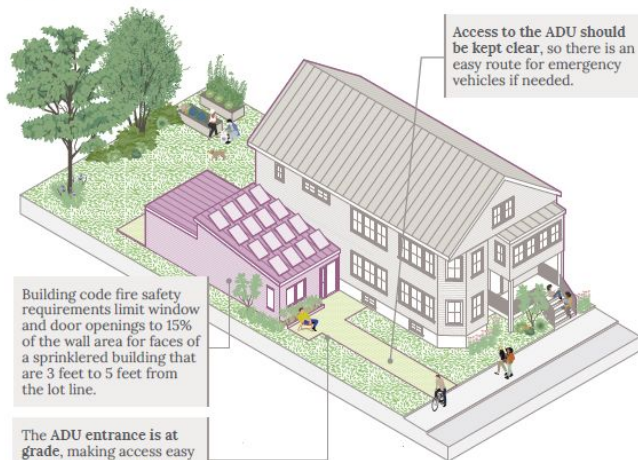 Access to the ADU should
be kept clear, so there is an
easy route for emergency
vehicles if needed.
Building code fire safety
requirements limit window
and door openings to 15%
of the wall area for faces of
a sprinklered building that
are 3 feet to 5 feet from
the lot line.
The ADU entrance is at
grade, making access easy